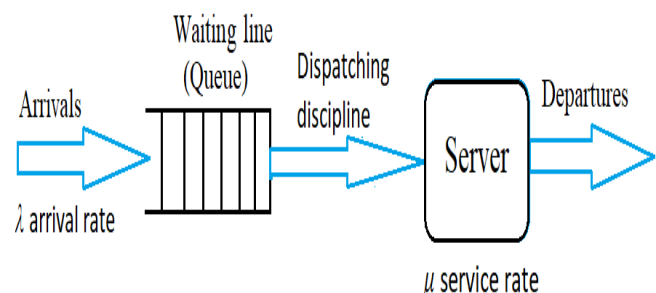 Waiting line
(Queue)
Dispatching
discipline
Arrivals
λ arrival rate
Server
μ service rate
Departures